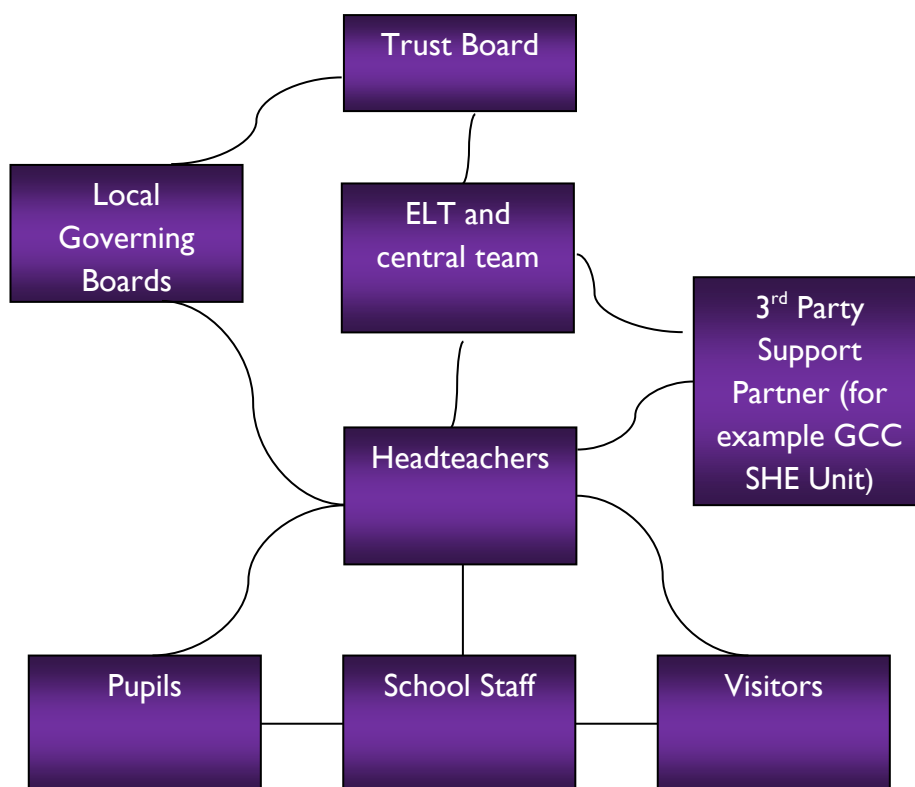 Trust Board
Local
Governing
Boards
ELT and
central team
3rd Party
Support
Partner (for
example GCC
SHE Unit)
Headteachers
Pupils
School Staff
Visitors